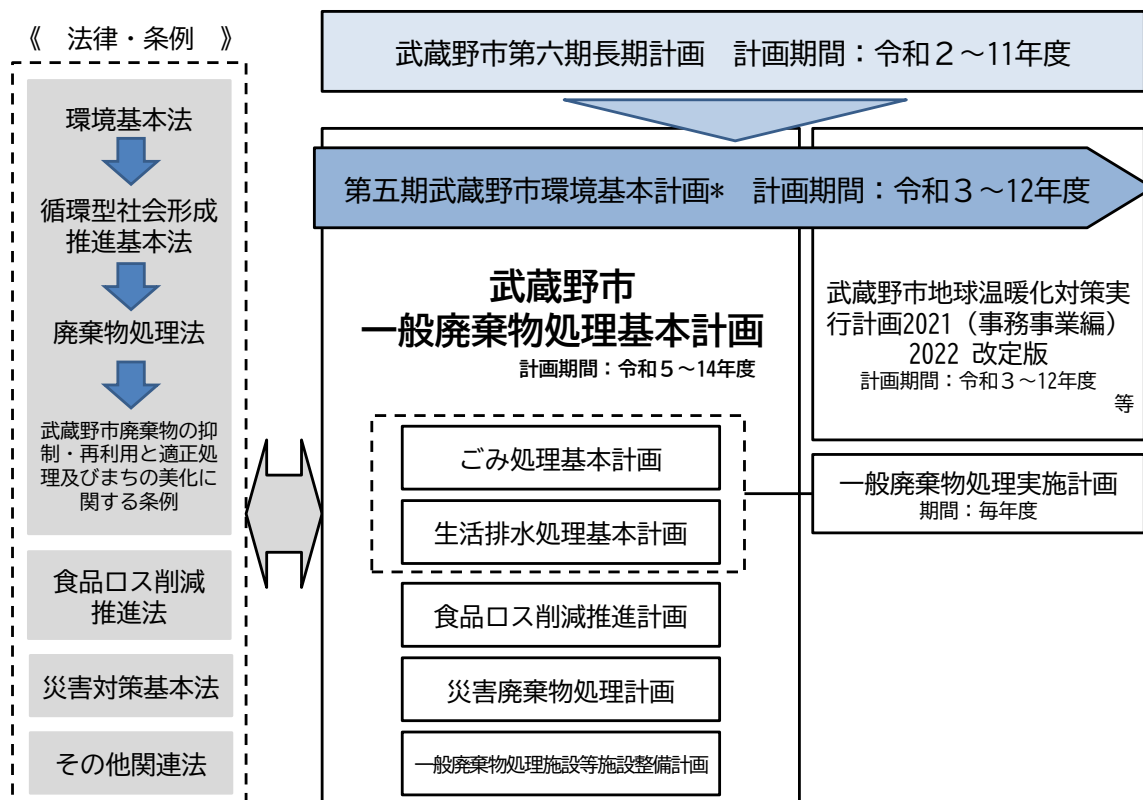 《　法律・条例　》
環境基本法
循環型社会形成
推進基本法
廃棄物処理法
武蔵野市廃棄物の抑
制・再利用と適正処
理及びまちの美化に
関する条例
食品ロス削減
推進法
災害対策基本法
その他関連法
武蔵野市第六期長期計画　計画期間：令和２～11年度
第五期武蔵野市環境基本計画*　計画期間：令和３～12年度
武蔵野市
一般廃棄物処理基本計画
計画期間：令和５～14年度
ごみ処理基本計画
生活排水処理基本計画
食品ロス削減推進計画
災害廃棄物処理計画
一般廃棄物処理施設等施設整備計画
武蔵野市地球温暖化対策実
行計画2021（事務事業編）
2022 改定版
計画期間：令和３～12年度
等
一般廃棄物処理実施計画
期間：毎年度